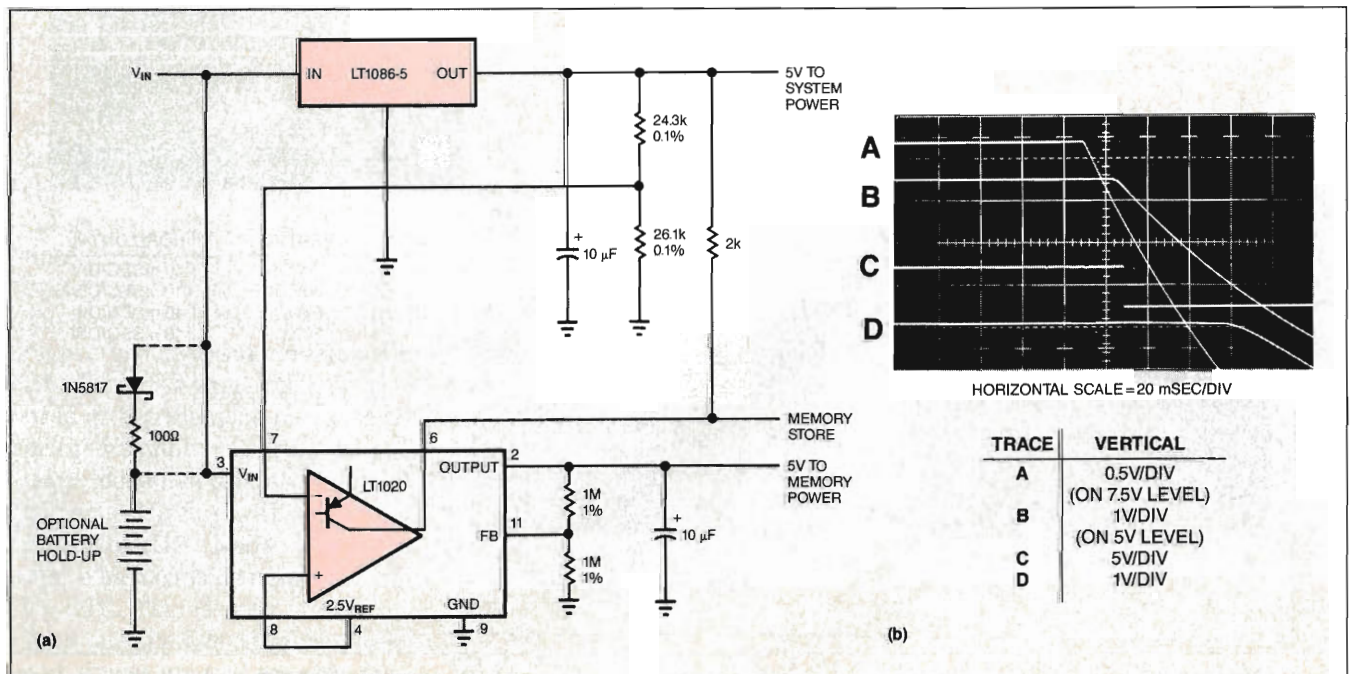 V_IN
IN LT1086-5 OUT
5V TO
SYSTEM
POWER
24.3k
0.1%
10 µF
+
26.1k
0.1%
2k
1N5817
100Ω
MEMORY
STORE
7
6
3
V_IN
OUTPUT
2
5V TO
MEMORY
POWER
LT1020
−
+
OPTIONAL
BATTERY
HOLD-UP
FB
11
1M
1%
1M
1%
+
10 µF
2.5V_REF
GND
8
4
9
(a)
A
B
C
D
HORIZONTAL SCALE=20 mSEC/DIV
TRACE VERTICAL
A 0.5V/DIV
(ON 7.5V LEVEL)
B 1V/DIV
(ON 5V LEVEL)
C 5V/DIV
D 1V/DIV
(b)